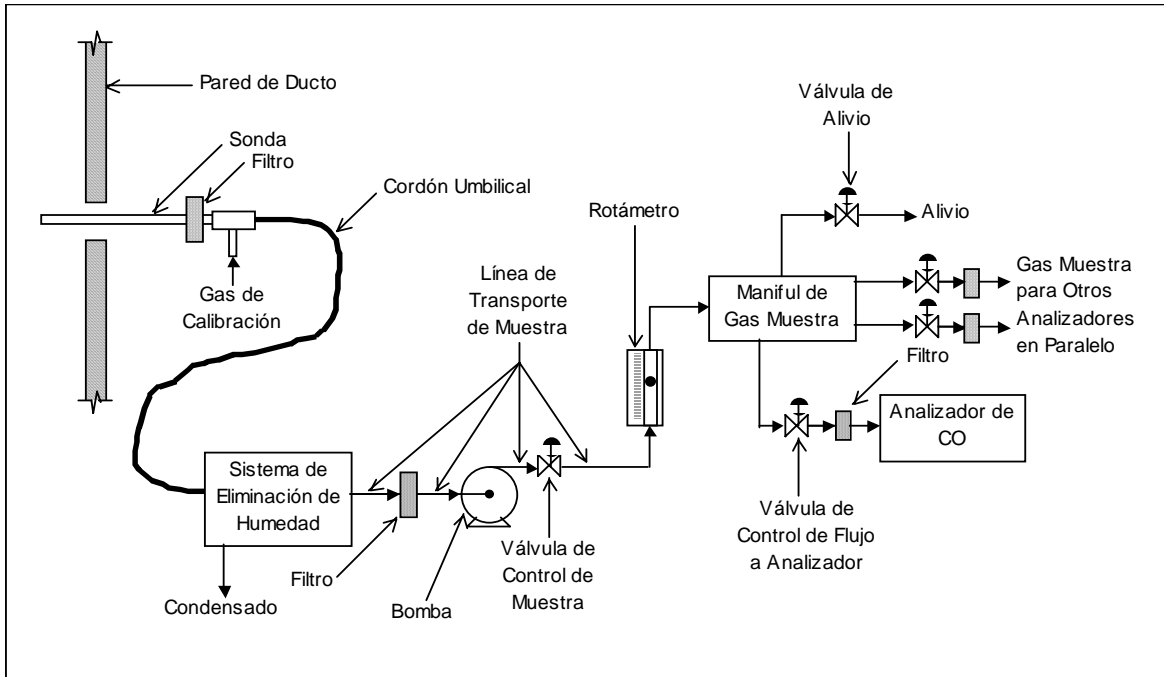 Pared de Ducto
Sonda
Filtro
Cordón Umbilical
Gas de
Calibración
Sistema de
Eliminación de
Humedad
Condensado
Filtro
Línea de
Transporte
de Muestra
Bomba
Válvula de
Control de
Muestra
Rotámetro
Maniful de
Gas Muestra
Válvula de
Alivio
Alivio
Gas Muestra
para Otros
Analizadores
en Paralelo
Filtro
Analizador de
CO
Válvula de
Control de Flujo
a Analizador